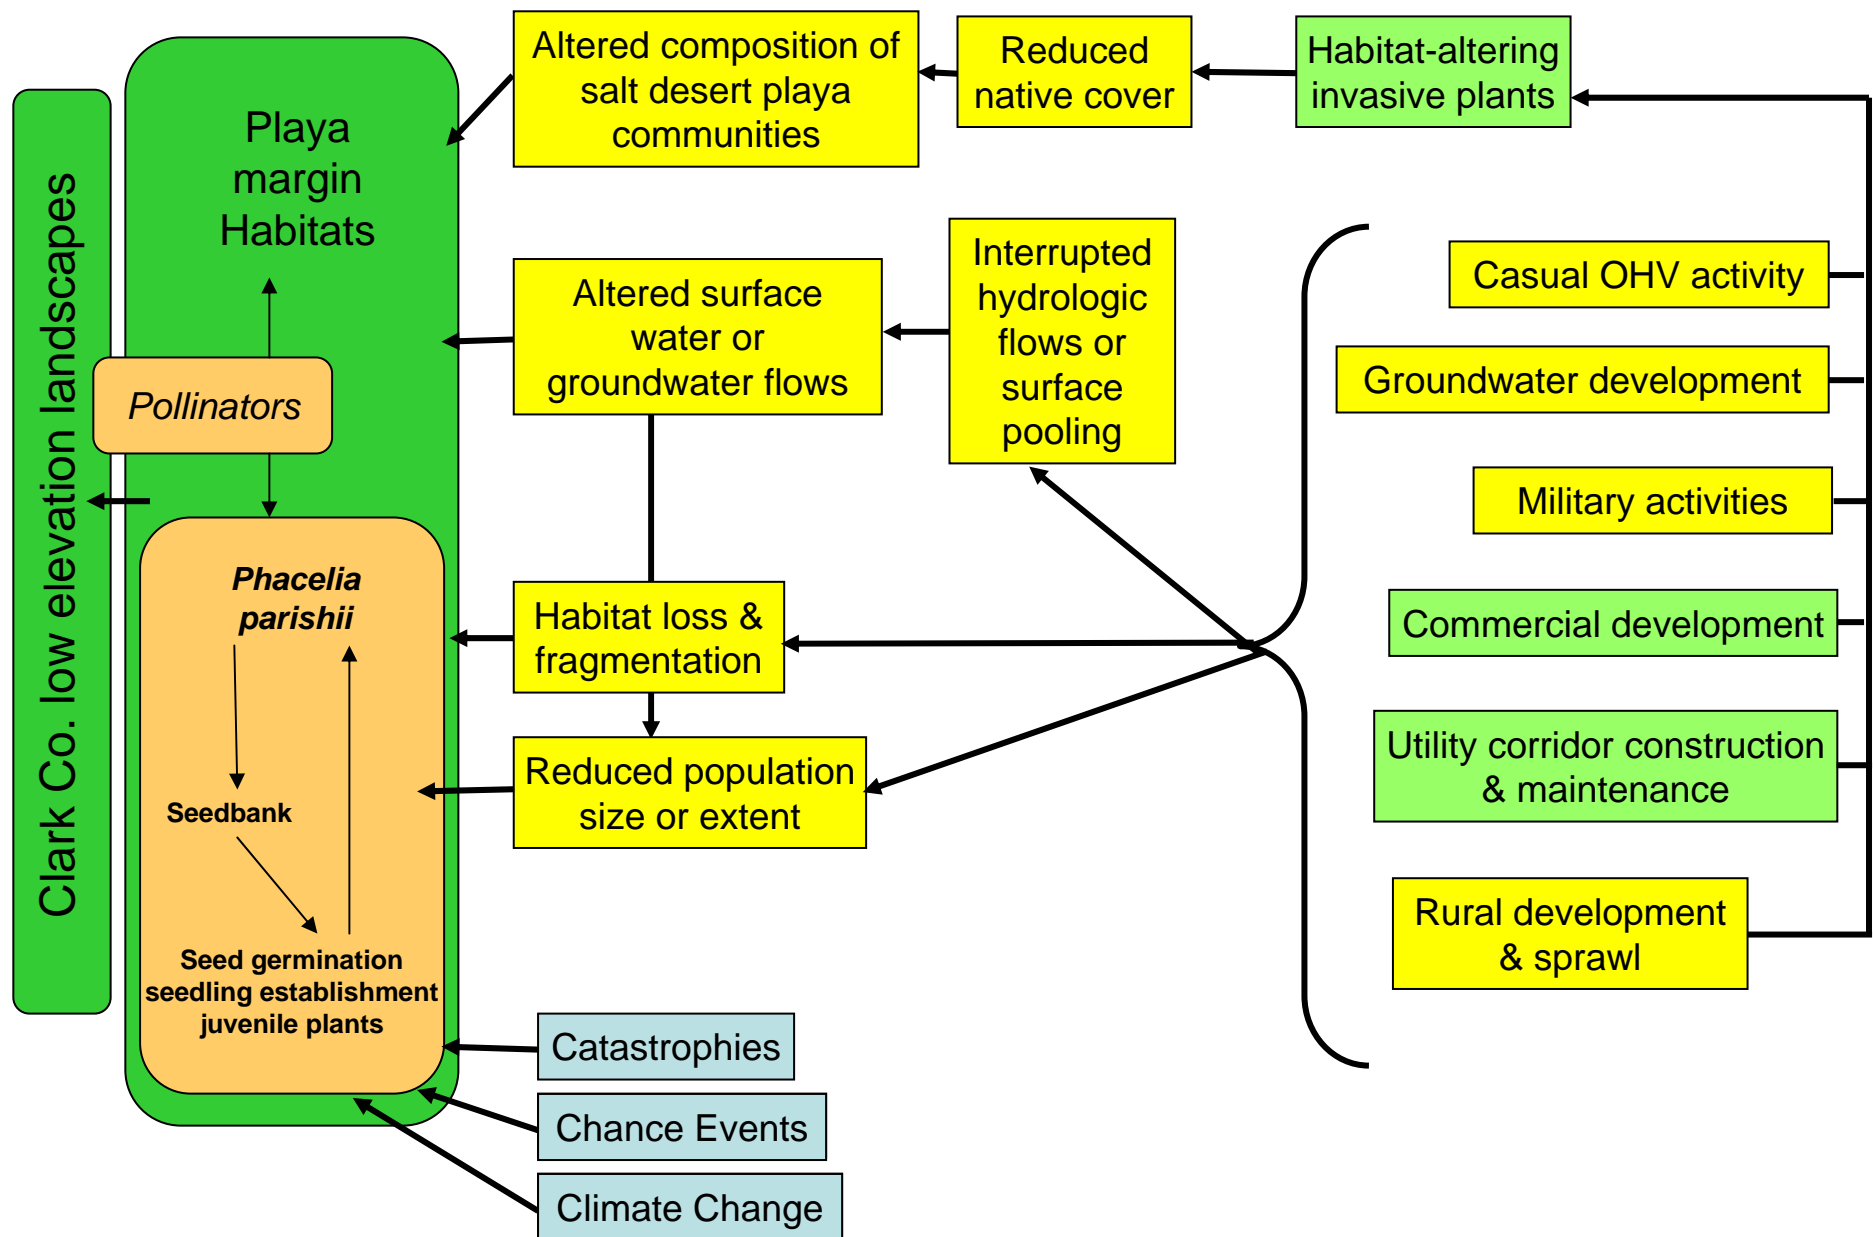 Clark Co. low elevation landscapes
Playa
margin
Habitats
Pollinators
Phacelia
parishii
Seedbank
Seed germination
seedling establishment
juvenile plants
Altered composition of
salt desert playa
communities
Reduced
native cover
Habitat-altering
invasive plants
Altered surface
water or
groundwater flows
Interrupted
hydrologic
flows or
surface
pooling
Habitat loss &
fragmentation
Reduced population
size or extent
Catastrophies
Chance Events
Climate Change
Casual OHV activity
Groundwater development
Military activities
Commercial development
Utility corridor construction
& maintenance
Rural development
& sprawl